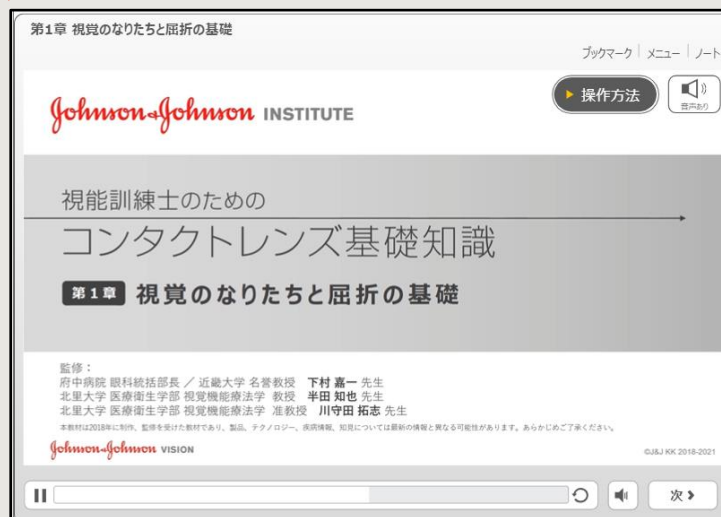 第1章 視覚のなりたちと屈折の基礎
ブックマーク | メニュー | ノート
Johnson&Johnson INSTITUTE
操作方法
音声あり
視能訓練士のための
コンタクトレンズ基礎知識
第1章 視覚のなりたちと屈折の基礎
監修：
府中病院 眼科統括部長 ／ 近畿大学 名誉教授 下村 嘉一 先生
北里大学 医療衛生学部 視覚機能療法学 教授 半田 知也 先生
北里大学 医療衛生学部 視覚機能療法学 准教授 川守田 拓志 先生
本教材は2018年に制作、監修を受けた教材であり、製品、テクノロジー、疾病情報、知見については最新の情報と異なる可能性があります。あらかじめご了承ください。
Johnson&Johnson VISION
©J&J KK 2018-2021
次